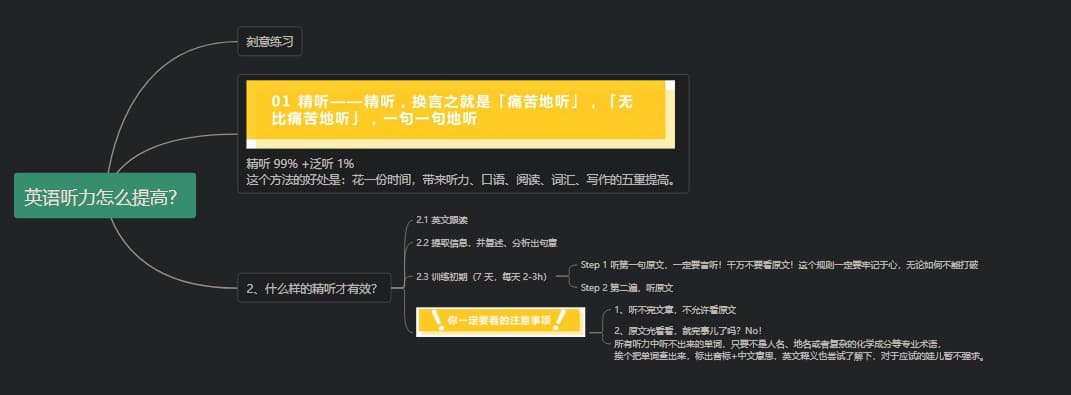 英语听力怎么提高?
刻意练习
01 精听——精听，换言之就是「痛苦地听」，「无
比痛苦地听」，一句一句地听
精听 99% +泛听 1%
这个方法的好处是：花一份时间，带来听力、口语、阅读、词汇、写作的五重提高。
2、什么样的精听才有效?
2.1 英文跟读
2.2 提取信息，并复述、分析出句意
2.3 训练初期（7 天，每天 2-3h）
Step 1 听第一句原文，一定要盲听！千万不要看原文！这个规则一定要牢记于心，无论如何不能打破
Step 2 第二遍，听原文
你一定要看的注意事项
1、听不完文章，不允许看原文
2、原文光看看，就完事儿了吗？No！
所有听力中听不出来的单词，只要不是人名、地名或者复杂的化学成分等专业术语，
挨个把单词查出来，标出音标+中文意思，英文释义也尝试了解下，对于应试的娃儿暂不强求。